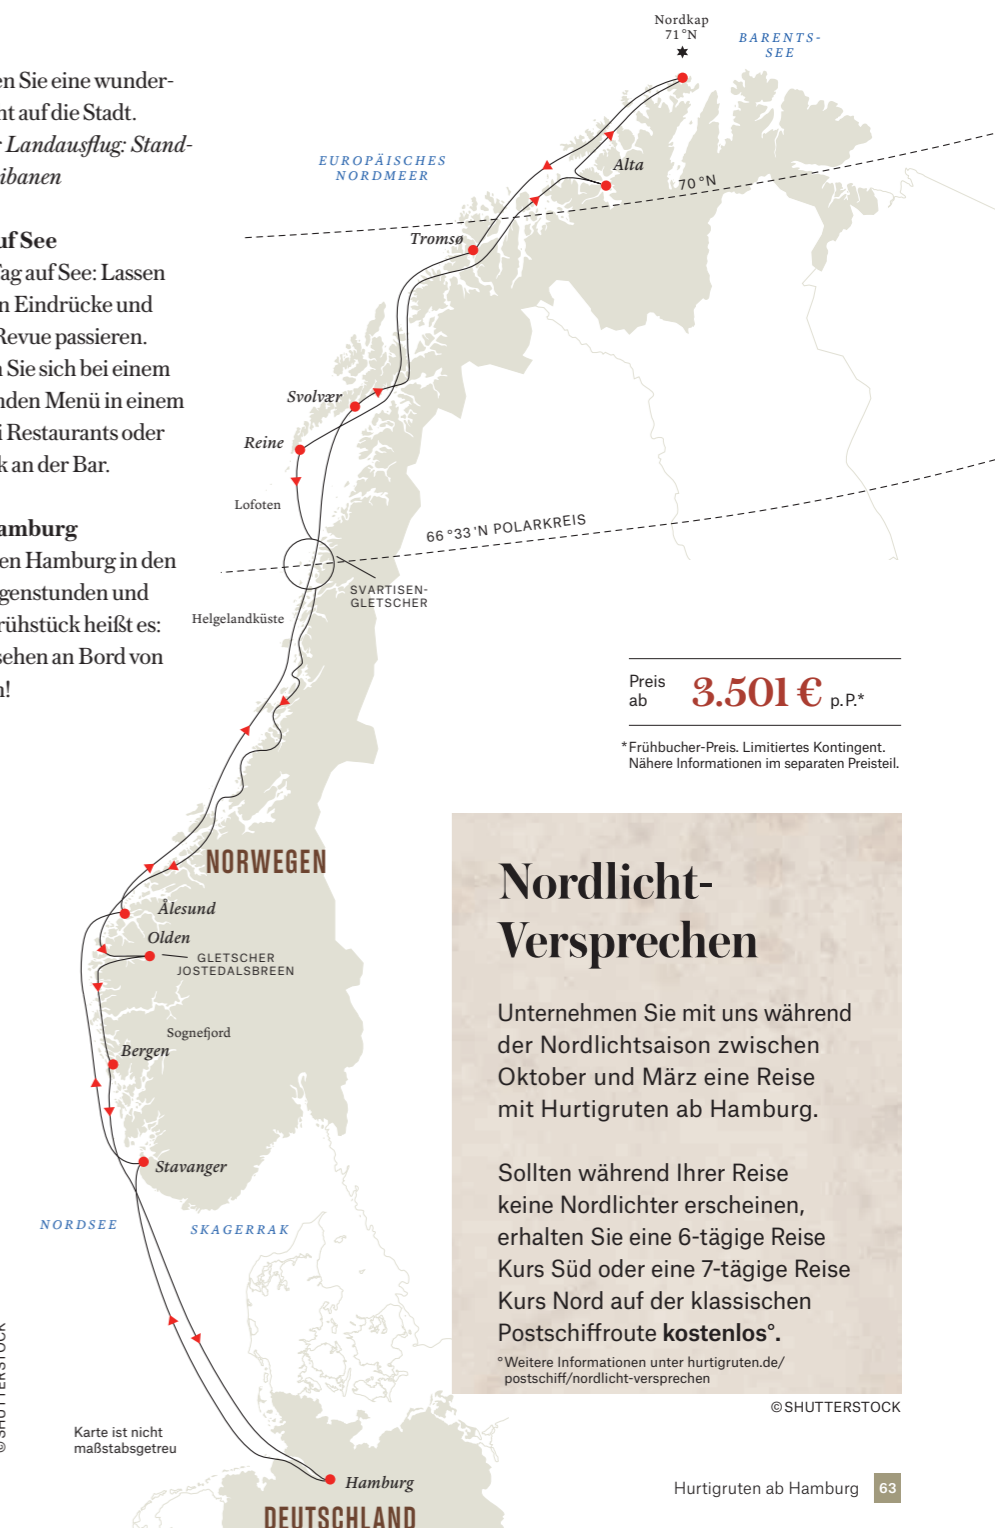 en Sie eine wunder-
nt auf die Stadt.
r Landausflug: Stand-
ibanen
uf See
Tag auf See: Lassen
n Eindrücke und
Revue passieren.
n Sie sich bei einem
nden Menü in einem
i Restaurants oder
k an der Bar.
amburg
en Hamburg in den
genstunden und
rühstück heißt es:
sehen an Bord von
n!
Nordkap
71°N
BARENTS-
SEE
EUROPÄISCHES
NORDMEER
Alta
70°N
Tromsø
Svolvær
Reine
Lofoten
66°33'N POLARKREIS
SVARTISEN-
GLETSCHER
Helgelandküste
NORWEGEN
Ålesund
Olden
GLETSCHER
JOSTEDALSBREEN
Sognefjord
Bergen
Stavanger
NORDSEE
SKAGERRAK
Karte ist nicht
maßstabsgetreu
Hamburg
DEUTSCHLAND
©SHUTTERSTOCK
Preis
ab 3.501 € p.P.*
*Frühbucher-Preis. Limitiertes Kontingent.
Nähere Informationen im separaten Preisteil.
Nordlicht-
Versprechen
Unternehmen Sie mit uns während
der Nordlichtsaison zwischen
Oktober und März eine Reise
mit Hurtigruten ab Hamburg.
Sollten während Ihrer Reise
keine Nordlichter erscheinen,
erhalten Sie eine 6-tägige Reise
Kurs Süd oder eine 7-tägige Reise
Kurs Nord auf der klassischen
Postschiffroute kostenlos°.
°Weitere Informationen unter hurtigruten.de/
postschiff/nordlicht-versprechen
©SHUTTERSTOCK
Hurtigruten ab Hamburg 63